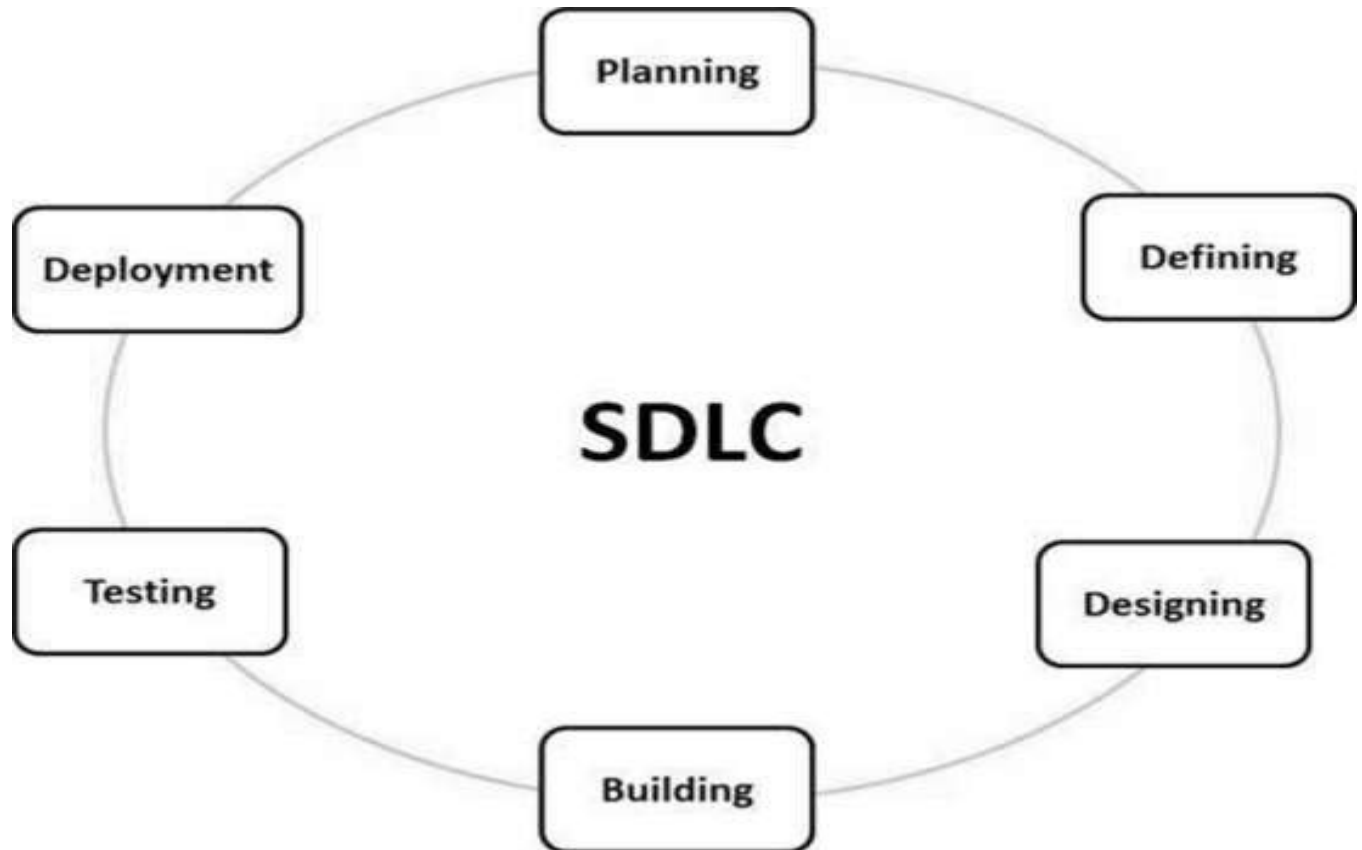 Planning
Defining
Designing
Building
Testing
Deployment
SDLC